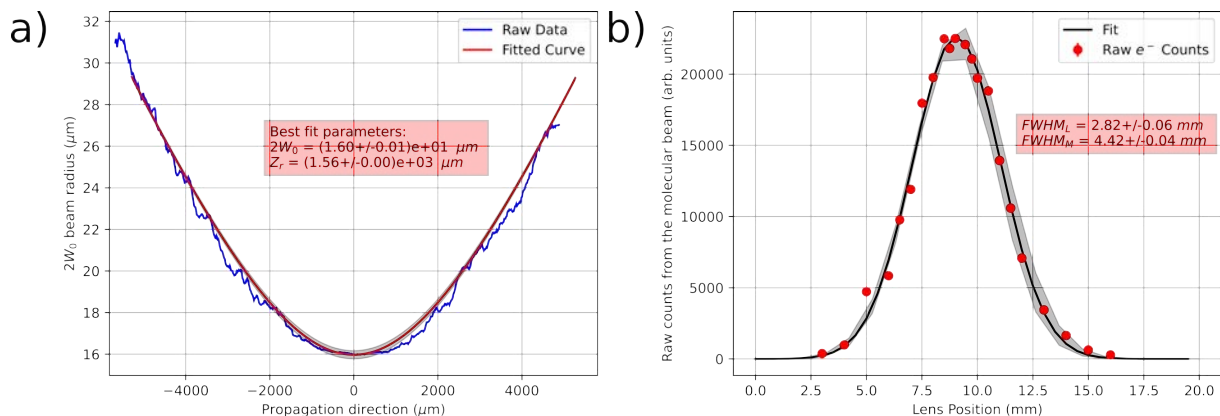 a)
2W₀ beam radius (μm)
32
30
28
26
24
22
20
18
16
Raw Data
Fitted Curve
Best fit parameters:
2W₀ = (1.60+/-0.01)e+01 μm
Zᵣ = (1.56+/-0.00)e+03 μm
−4000 −2000 0 2000 4000
Propagation direction (μm)
b)
Raw counts from the molecular beam (arb. units)
20000
15000
10000
5000
0
Fit
Raw e⁻ Counts
FWHM_L = 2.82+/-0.06 mm
FWHM_M = 4.42+/-0.04 mm
0.0 2.5 5.0 7.5 10.0 12.5 15.0 17.5 20.0
Lens Position (mm)